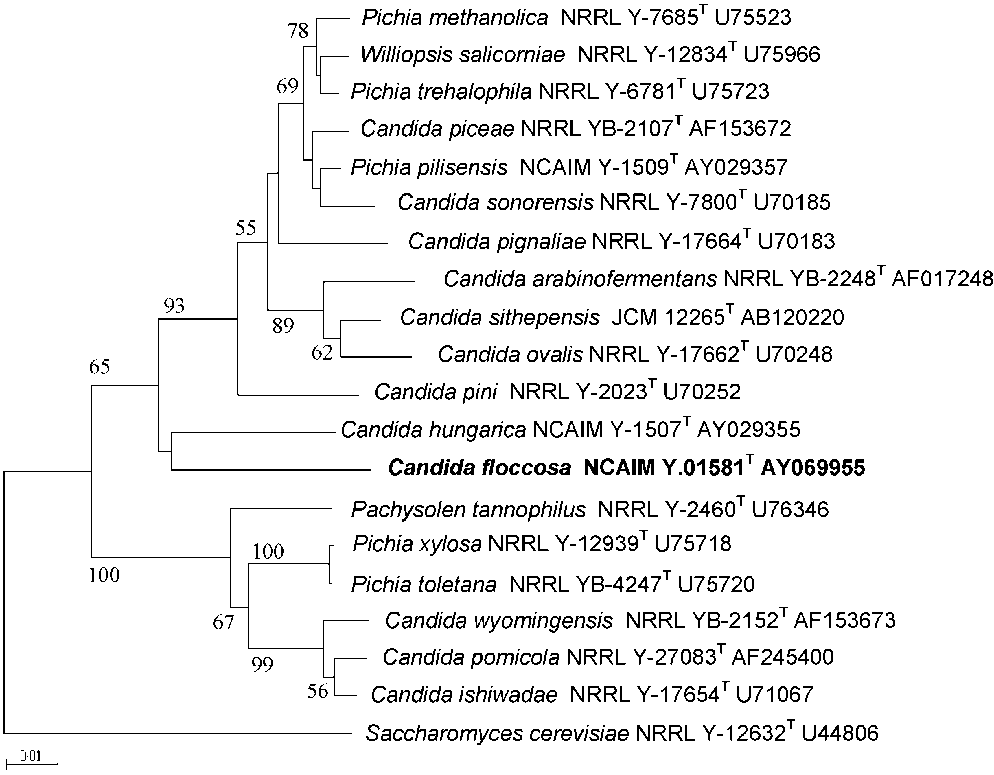 78 Pichia methanolica NRRL Y-7685T U75523
Williopsis salicorniae NRRL Y-12834T U75966
69 Pichia trehalophila NRRL Y-6781T U75723
Candida piceae NRRL YB-2107T AF153672
Pichia pilisensis NCAIM Y-1509T AY029357
Candida sonorensis NRRL Y-7800T U70185
55 Candida pignaliae NRRL Y-17664T U70183
Candida arabinofermentans NRRL YB-2248T AF017248
93 89 Candida sithepensis JCM 12265T AB120220
62 Candida ovalis NRRL Y-17662T U70248
65 Candida pini NRRL Y-2023T U70252
Candida hungarica NCAIM Y-1507T AY029355
Candida floccosa NCAIM Y.01581T AY069955
Pachysolen tannophilus NRRL Y-2460T U76346
100 Pichia xylosa NRRL Y-12939T U75718
100 Pichia toletana NRRL YB-4247T U75720
67 Candida wyomingensis NRRL YB-2152T AF153673
99 Candida pomicola NRRL Y-27083T AF245400
56 Candida ishiwadae NRRL Y-17654T U71067
Saccharomyces cerevisiae NRRL Y-12632T U44806
0.01